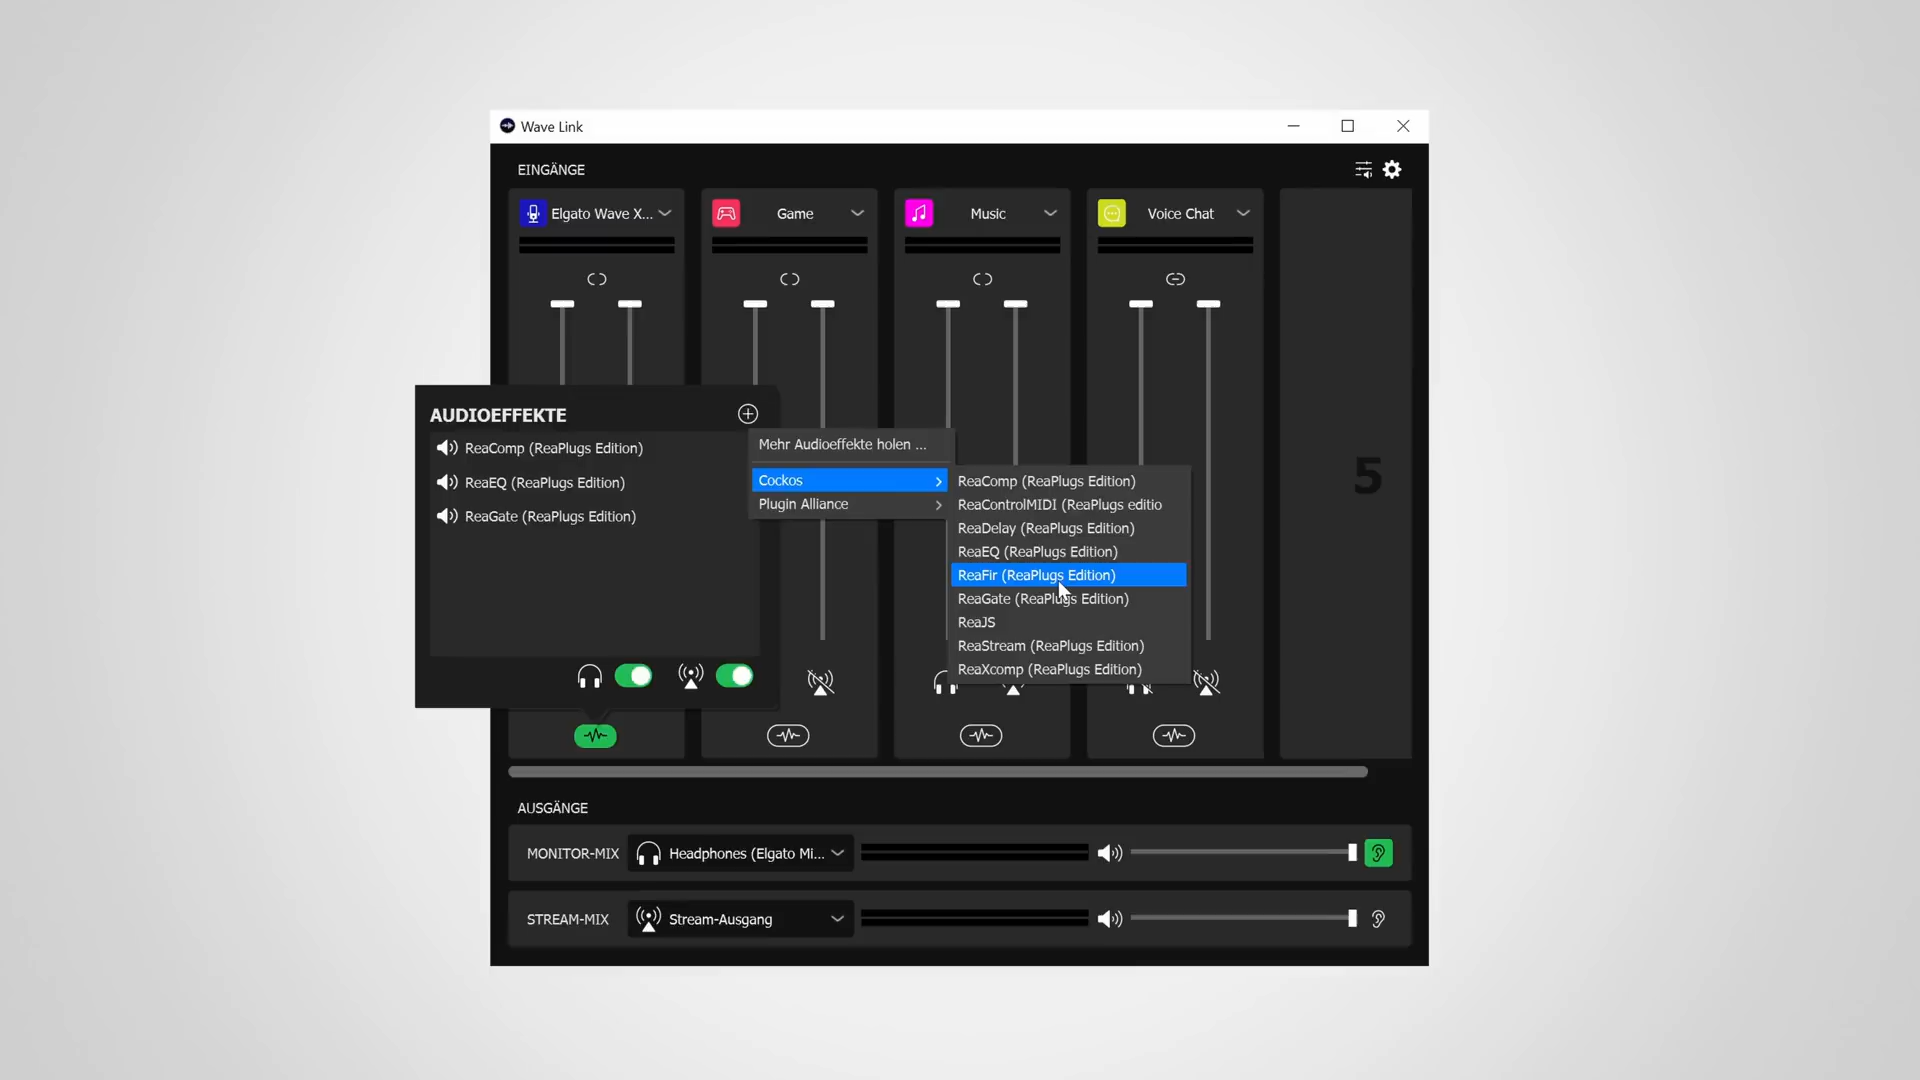 Wave Link
EINGÄNGE
Elgato Wave X...
Game
Music
Voice Chat
5
AUDIOEFFEKTE
ReaComp (ReaPlugs Edition)
ReaEQ (ReaPlugs Edition)
ReaGate (ReaPlugs Edition)
Mehr Audioeffekte holen ...
Cockos
Plugin Alliance
ReaComp (ReaPlugs Edition)
ReaControlMIDI (ReaPlugs editio
ReaDelay (ReaPlugs Edition)
ReaEQ (ReaPlugs Edition)
ReaFir (ReaPlugs Edition)
ReaGate (ReaPlugs Edition)
ReaJS
ReaStream (ReaPlugs Edition)
ReaXcomp (ReaPlugs Edition)
AUSGÄNGE
MONITOR-MIX
Headphones (Elgato Mi...
STREAM-MIX
Stream-Ausgang